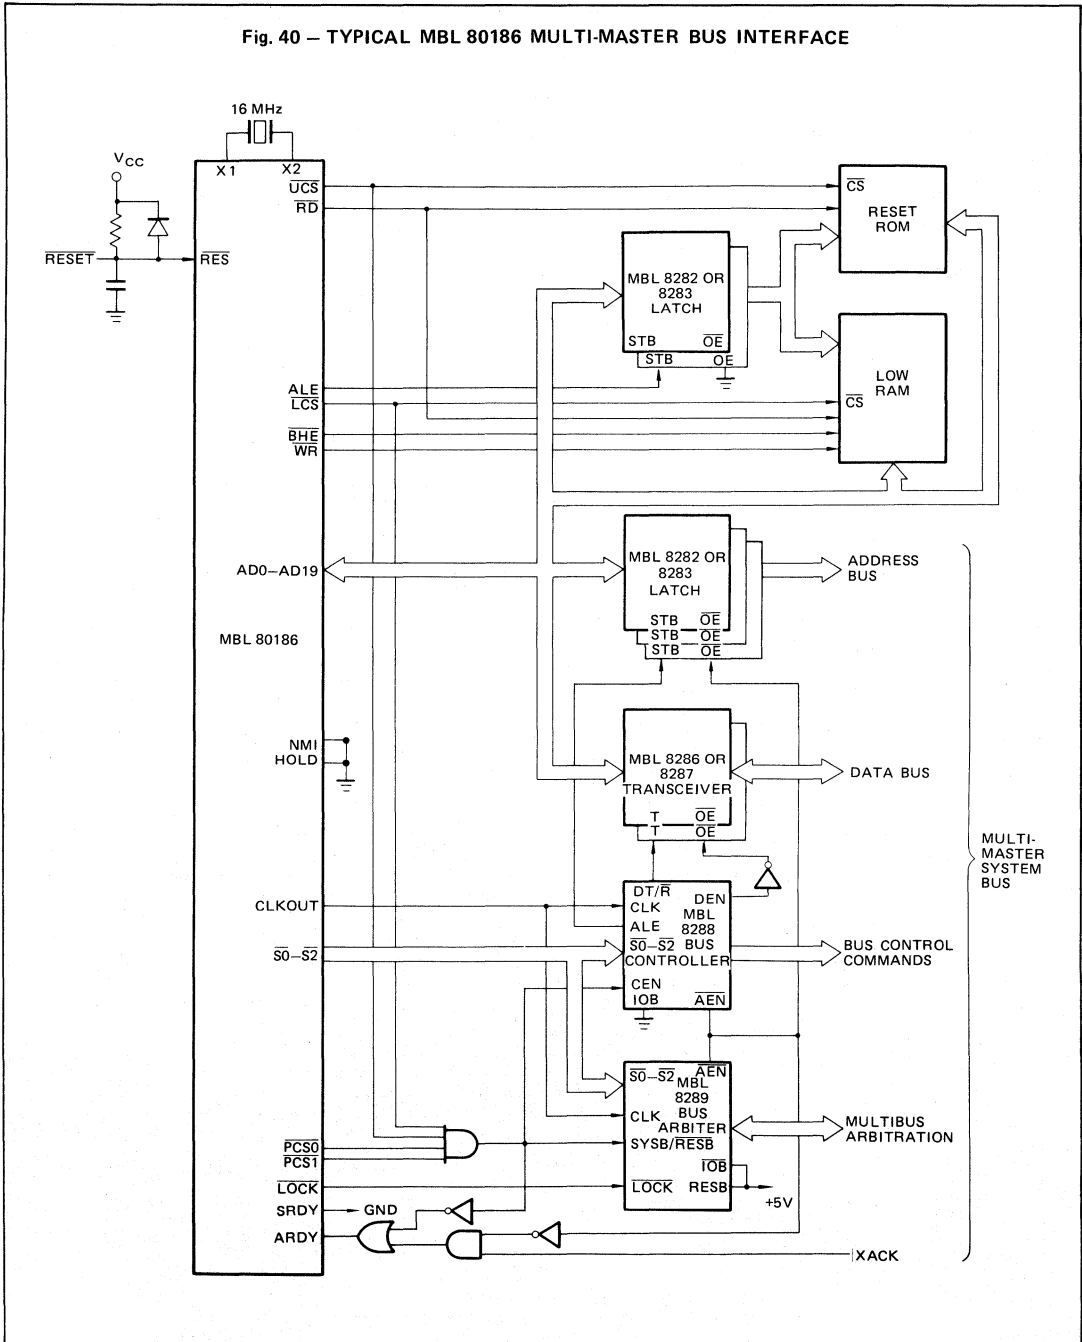 Fig. 40 — TYPICAL MBL 80186 MULTI-MASTER BUS INTERFACE
16 MHz
VCC
X1
X2
UCS
RD
RESET
RES
CS
RESET
ROM
MBL 8282 OR
8283
LATCH
STB
OE
STB
OE
ALE
LCS
BHE
WR
LOW
RAM
CS
AD0—AD19
MBL 8282 OR
8283
LATCH
STB
OE
STB
OE
STB
OE
ADDRESS
BUS
MBL 80186
NMI
HOLD
MBL 8286 OR
8287
TRANSCEIVER
T
OE
T
OE
DATA BUS
MULTI-
MASTER
SYSTEM
BUS
CLKOUT
S0—S2
DT/R
CLK
DEN
ALE
MBL
8288
S0—S2 BUS
CONTROLLER
CEN
IOB
AEN
BUS CONTROL
COMMANDS
S0—S2
AEN
MBL
8289
BUS
ARBITER
CLK
SYSB/RESB
IOB
LOCK
RESB
+5V
MULTIBUS
ARBITRATION
PCS0
PCS1
LOCK
SRDY
GND
ARDY
XACK